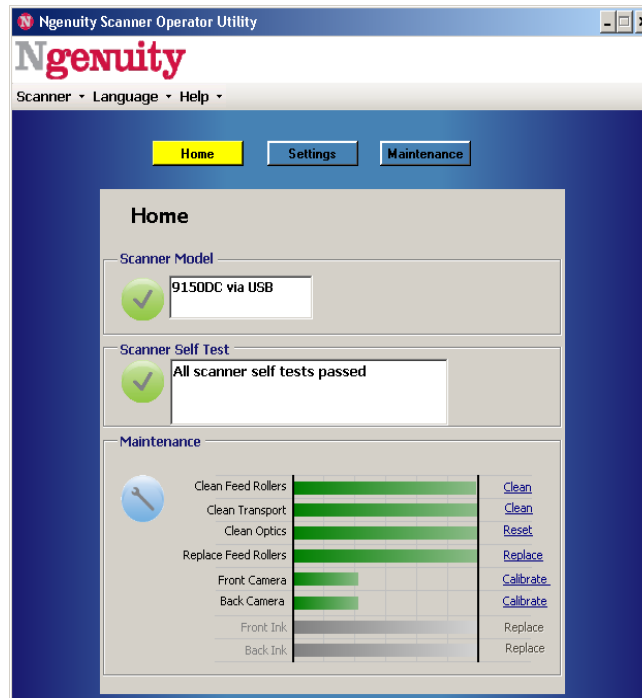 Ngenuity Scanner Operator Utility
Ngenuity
Scanner Language Help
Home Settings Maintenance
Home
Scanner Model
9150DC via USB
Scanner Self Test
All scanner self tests passed
Maintenance
Clean Feed Rollers Clean
Clean Transport Clean
Clean Optics Reset
Replace Feed Rollers Replace
Front Camera Calibrate
Back Camera Calibrate
Front Ink Replace
Back Ink Replace